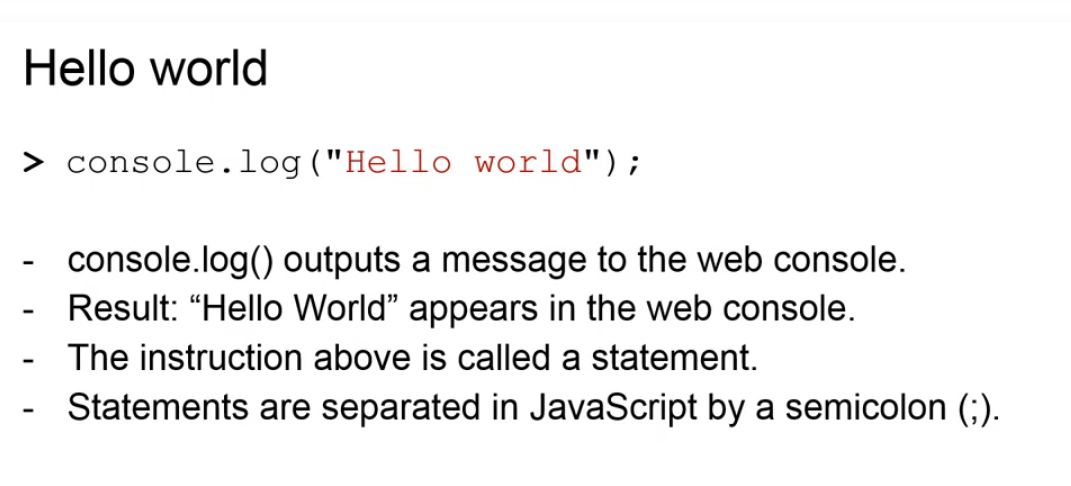 Hello world
> console.log("Hello world");
- console.log() outputs a message to the web console.
- Result: “Hello World” appears in the web console.
- The instruction above is called a statement.
- Statements are separated in JavaScript by a semicolon (;).